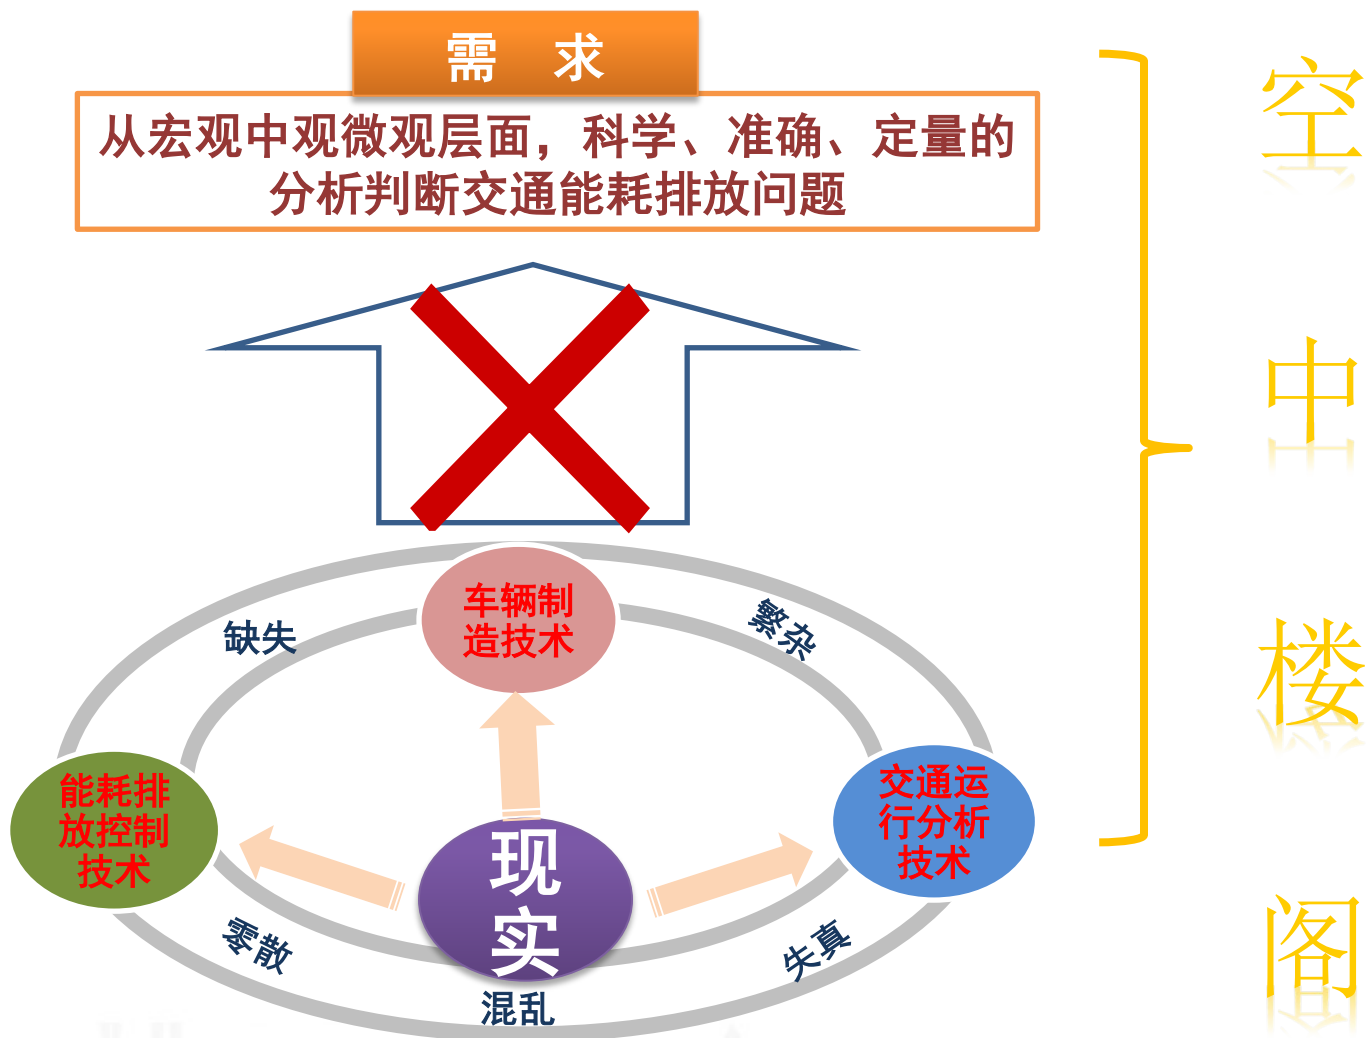 需 求
从宏观中观微观层面，科学、准确、定量的
分析判断交通能耗排放问题
车辆制
造技术
缺失
繁杂
能耗排
放控制
技术
交通运
行分析
技术
现
实
零散
失真
混乱
空
中
楼
阁